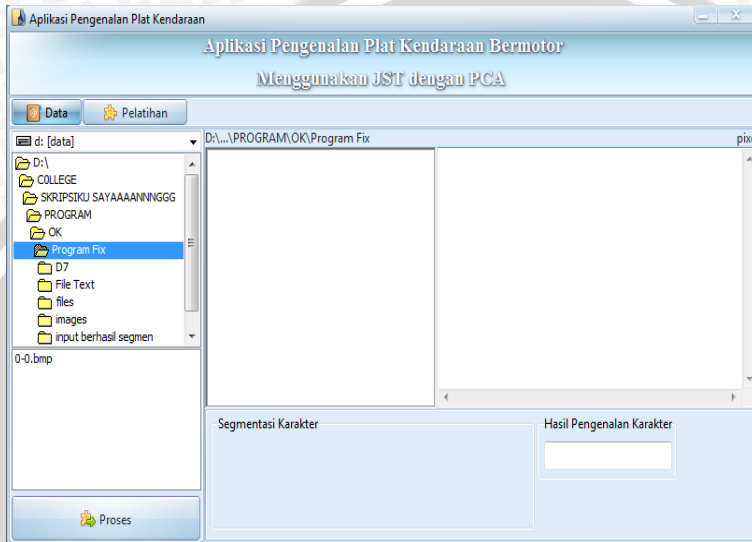 Aplikasi Pengenalan Plat Kendaraan
Aplikasi Pengenalan Plat Kendaraan Bermotor
Menggunakan JST dengan PCA
Data
Pelatihan
d: [data]
D:\...\PROGRAM\OK\Program Fix
D:\
COLLEGE
SKRIPSIKU SAYAAAANNNGGG
PROGRAM
OK
Program Fix
D7
File Text
files
images
input berhasil segmen
0-0.bmp
Segmentasi Karakter
Hasil Pengenalan Karakter
Proses